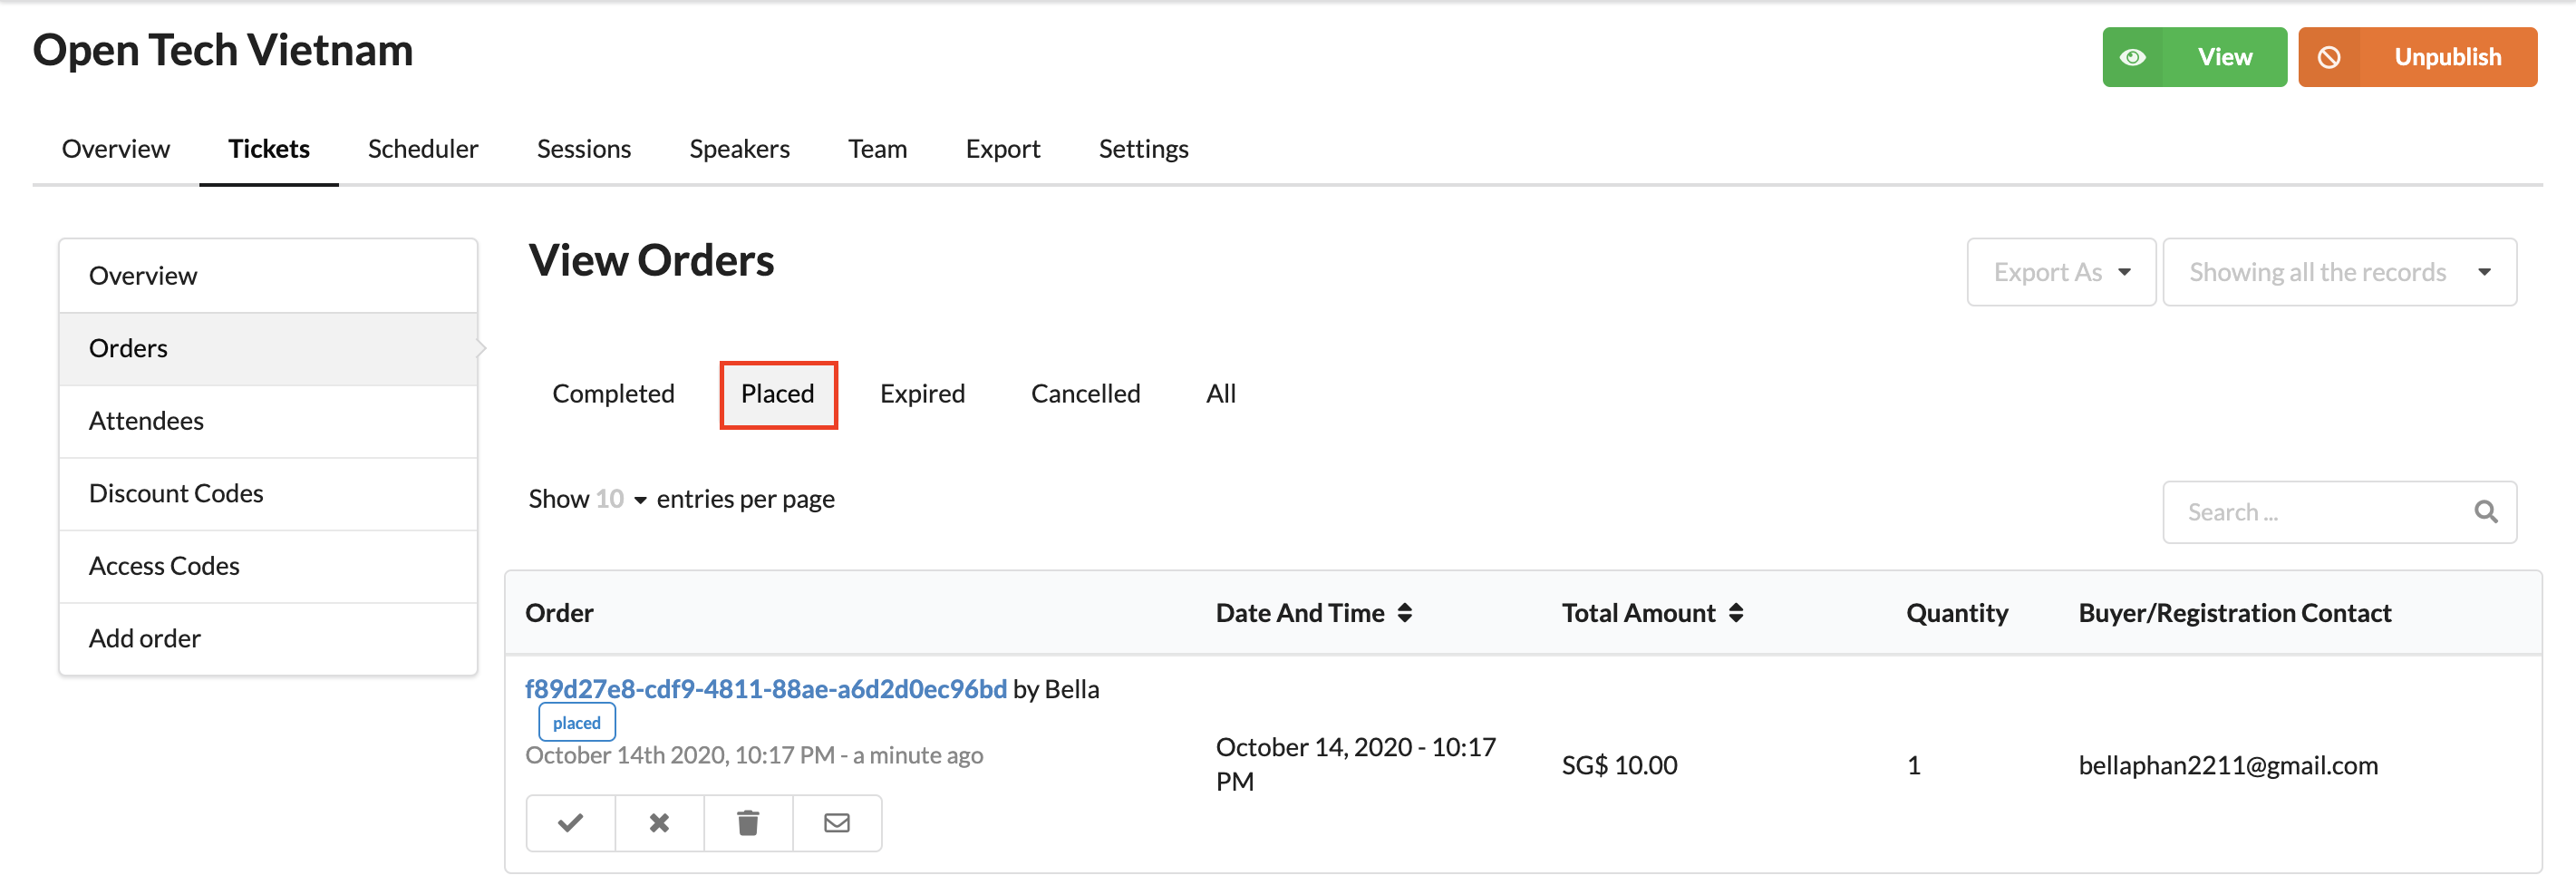 Open Tech Vietnam
View
Unpublish
Overview
Tickets
Scheduler
Sessions
Speakers
Team
Export
Settings
Overview
Orders
Attendees
Discount Codes
Access Codes
Add order
View Orders
Export As
Showing all the records
Completed
Placed
Expired
Cancelled
All
Show 10 entries per page
Search ...
Order
Date And Time
Total Amount
Quantity
Buyer/Registration Contact
f89d27e8-cdf9-4811-88ae-a6d2d0ec96bd by Bella
placed
October 14th 2020, 10:17 PM - a minute ago
October 14, 2020 - 10:17
PM
SG$ 10.00
1
bellaphan2211@gmail.com